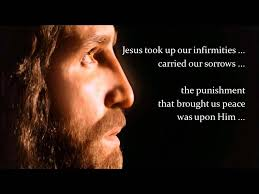 Jesus took up our infirmities ...
carried our sorrows ...
the punishment
that brought us peace
was upon Him ...